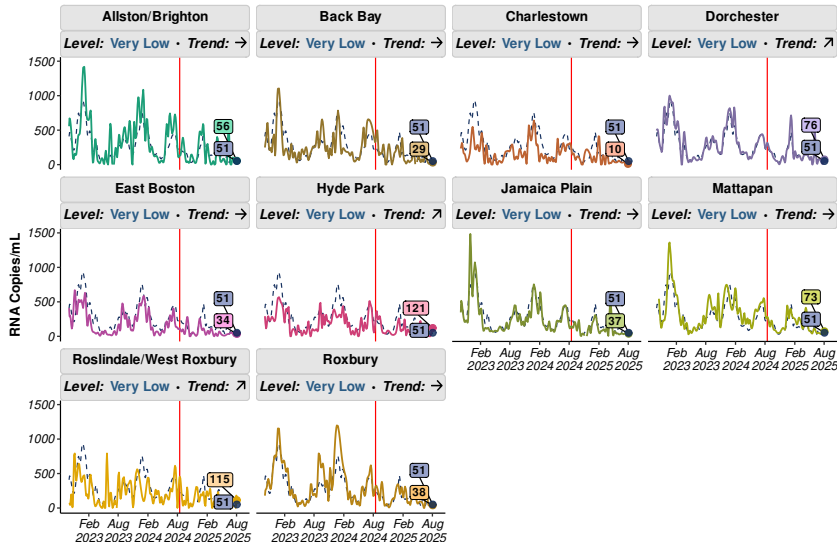 Allston/Brighton
Back Bay
Charlestown
Dorchester
Level: Very Low · Trend: →
Level: Very Low · Trend: →
Level: Very Low · Trend: →
Level: Very Low · Trend: ↗
1500
1000
500
0
56
51
51
29
51
10
76
51
East Boston
Hyde Park
Jamaica Plain
Mattapan
Level: Very Low · Trend: →
Level: Very Low · Trend: ↗
Level: Very Low · Trend: →
Level: Very Low · Trend: →
RNA Copies/mL
1500
1000
500
0
51
34
121
51
51
37
73
51
Feb 2023
Aug 2023
Feb 2024
Aug 2024
Feb 2025
Aug 2025
Feb 2023
Aug 2023
Feb 2024
Aug 2024
Feb 2025
Aug 2025
Roslindale/West Roxbury
Roxbury
Level: Very Low · Trend: ↗
Level: Very Low · Trend: →
1500
1000
500
0
115
51
51
38
Feb 2023
Aug 2023
Feb 2024
Aug 2024
Feb 2025
Aug 2025
Feb 2023
Aug 2023
Feb 2024
Aug 2024
Feb 2025
Aug 2025